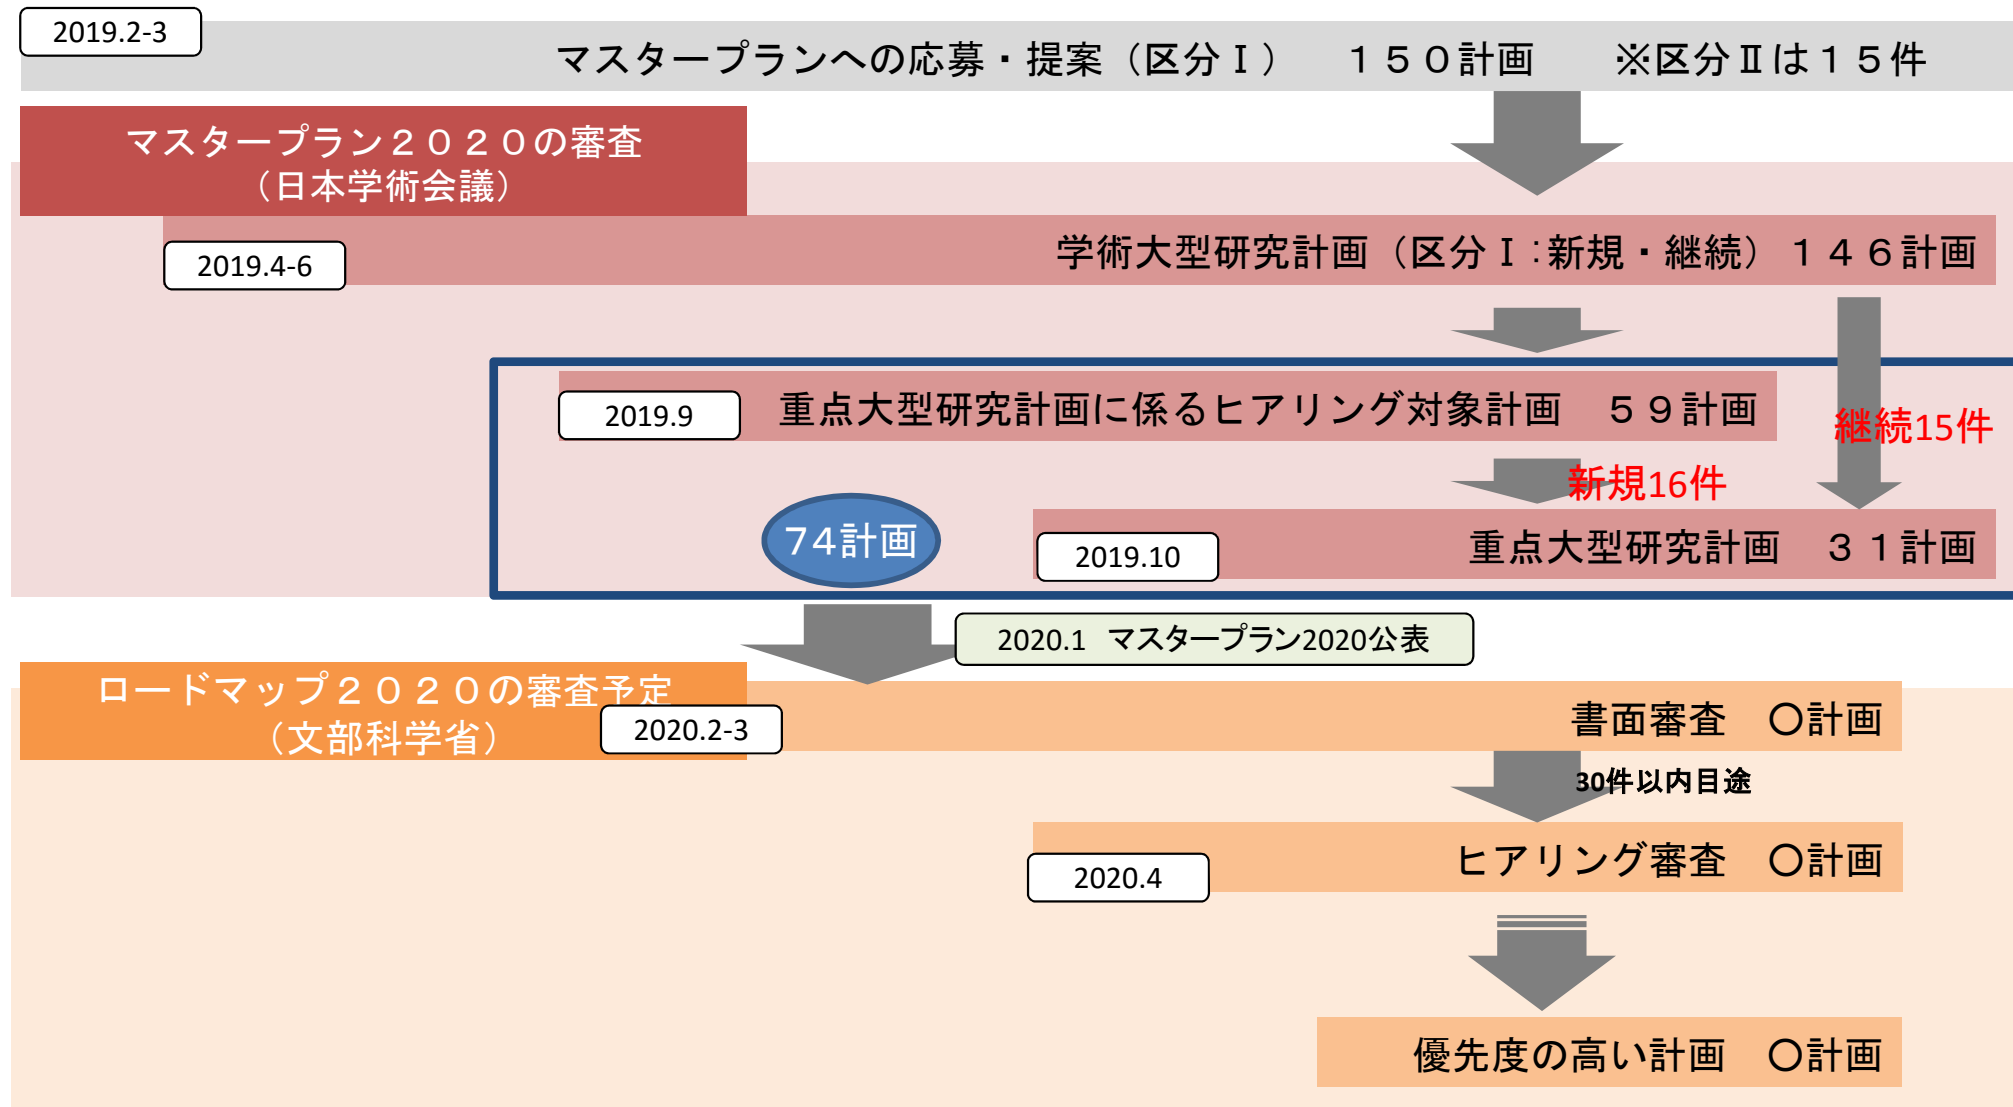 2019.2-3
マスタープランへの応募・提案（区分Ⅰ）　１５０計画　　※区分Ⅱは１５件
マスタープラン２０２０の審査
（日本学術会議）
学術大型研究計画（区分Ⅰ：新規・継続）１４６計画
2019.4-6
重点大型研究計画に係るヒアリング対象計画　５９計画
2019.9
継続15件
新規16件
74計画
重点大型研究計画　３１計画
2019.10
2020.1　マスタープラン2020公表
ロードマップ２０２０の審査予定
（文部科学省）
2020.2-3
書面審査　〇計画
30件以内目途
ヒアリング審査　〇計画
2020.4
優先度の高い計画　〇計画